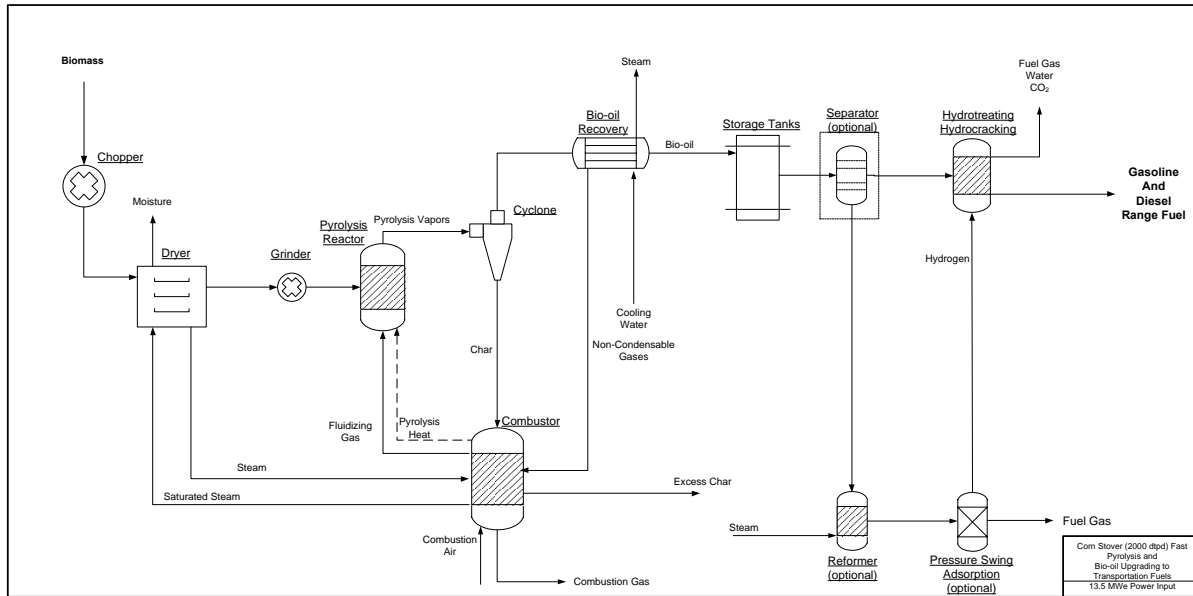 Biomass
Chopper
Moisture
Dryer
Grinder
Pyrolysis
Reactor
Pyrolysis Vapors
Cyclone
Bio-oil
Recovery
Steam
Bio-oil
Storage Tanks
Separator
(optional)
Hydrotreating
Hydrocracking
Fuel Gas
Water
CO₂
Gasoline
And
Diesel
Range Fuel
Hydrogen
Cooling
Water
Non-Condensable
Gases
Char
Fluidizing
Gas
Pyrolysis
Heat
Combustor
Steam
Saturated Steam
Excess Char
Combustion
Air
Combustion Gas
Steam
Reformer
(optional)
Pressure Swing
Adsorption
(optional)
Fuel Gas
Corn Stover (2000 dtpd) Fast
Pyrolysis and
Bio-oil Upgrading to
Transportation Fuels
13.5 MWe Power Input